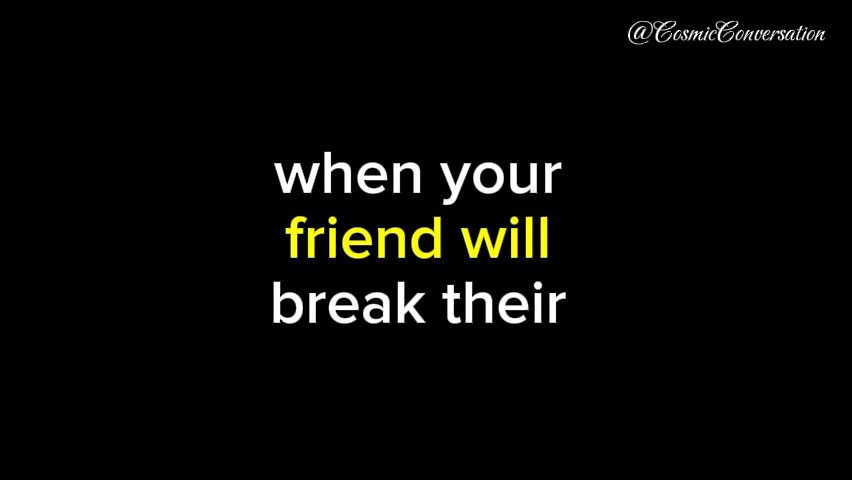 @CosmicConversation
when your
friend will
break their